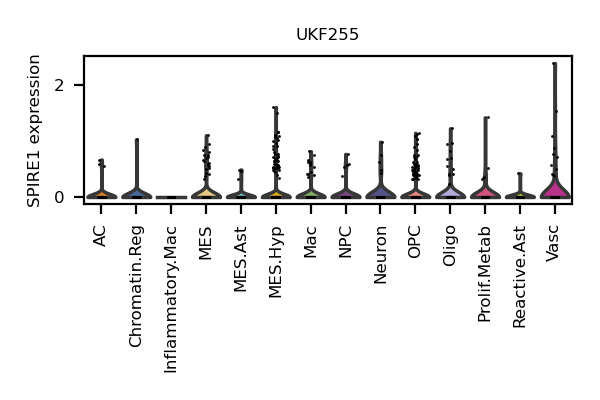 UKF255
SPIRE1 expression
2
0
AC
Chromatin.Reg
Inflammatory.Mac
MES
MES.Ast
MES.Hyp
Mac
NPC
Neuron
OPC
Oligo
Prolif.Metab
Reactive.Ast
Vasc